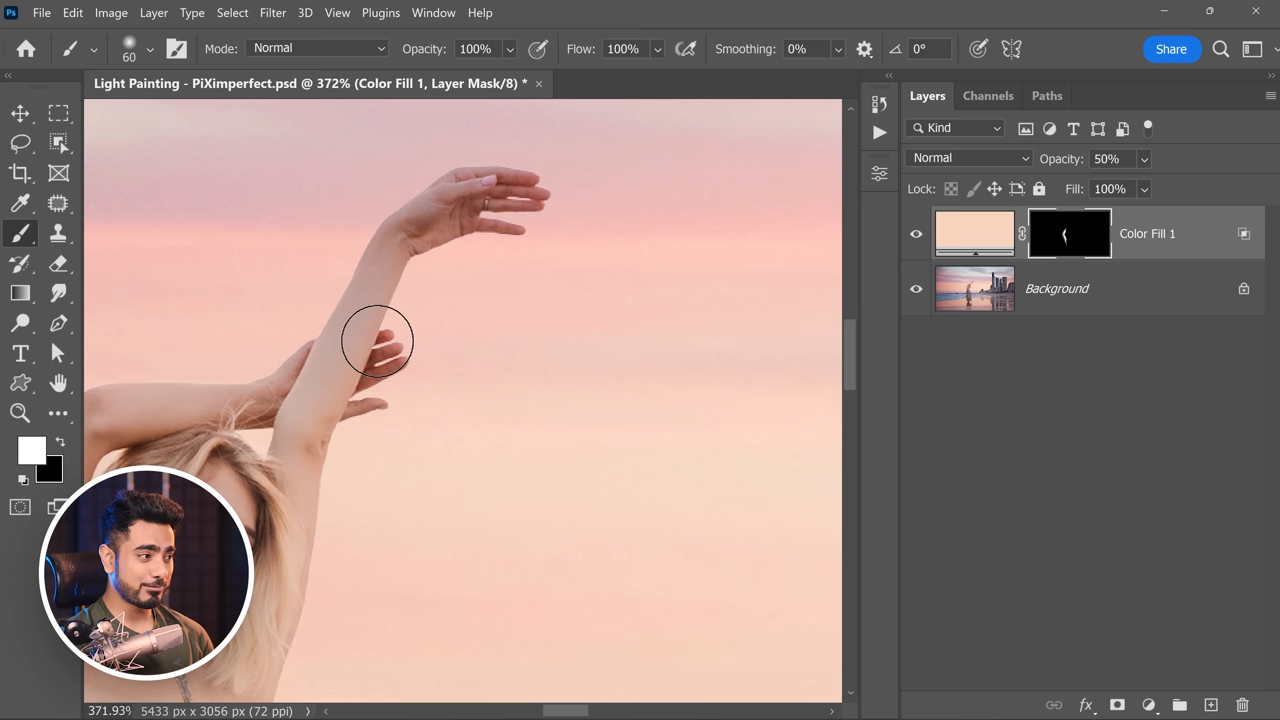 Ps File Edit Image Layer Type Select Filter 3D View Plugins Window Help
60 Mode: Normal Opacity: 100% Flow: 100% Smoothing: 0% 0° Share
Light Painting - PiXimperfect.psd @ 372% (Color Fill 1, Layer Mask/8) * ×
Layers Channels Paths
Kind
Normal Opacity: 50%
Lock: Fill: 100%
Color Fill 1
Background
371.93% 5433 px x 3056 px (72 ppi)